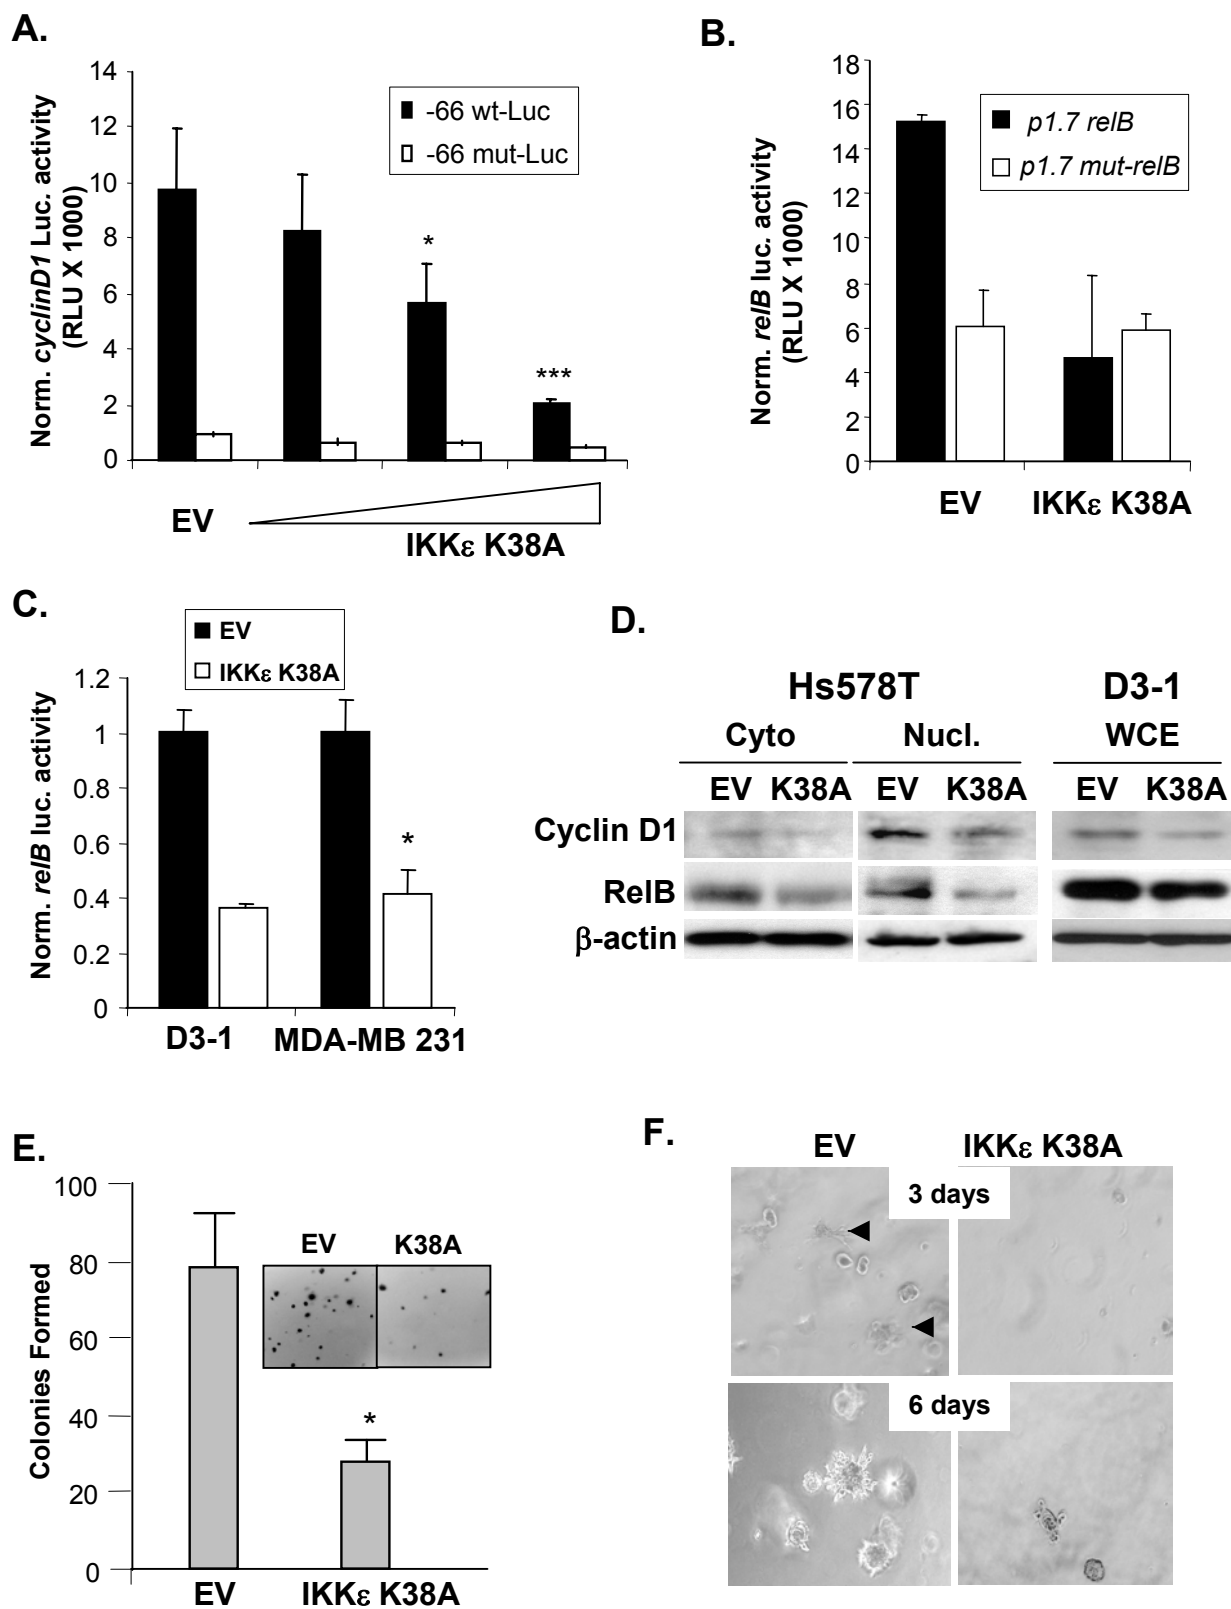 A.
Norm. cyclinD1 Luc. activity
(RLU X 1000)
14
12
10
8
6
4
2
0
-66 wt-Luc
-66 mut-Luc
*
***
EV
IKKε K38A
B.
Norm. relB luc. activity
(RLU X 1000)
18
16
14
12
10
8
6
4
2
0
p1.7 relB
p1.7 mut-relB
EV IKKε K38A
C.
EV
IKKε K38A
Norm. relB luc. activity
1.2
1
0.8
0.6
0.4
0.2
0
*
D3-1 MDA-MB 231
D.
Hs578T D3-1
Cyto Nucl. WCE
EV K38A EV K38A EV K38A
Cyclin D1
RelB
β-actin
E.
Colonies Formed
100
80
60
40
20
0
EV K38A
*
EV IKKε K38A
F.
EV IKKε K38A
3 days
6 days